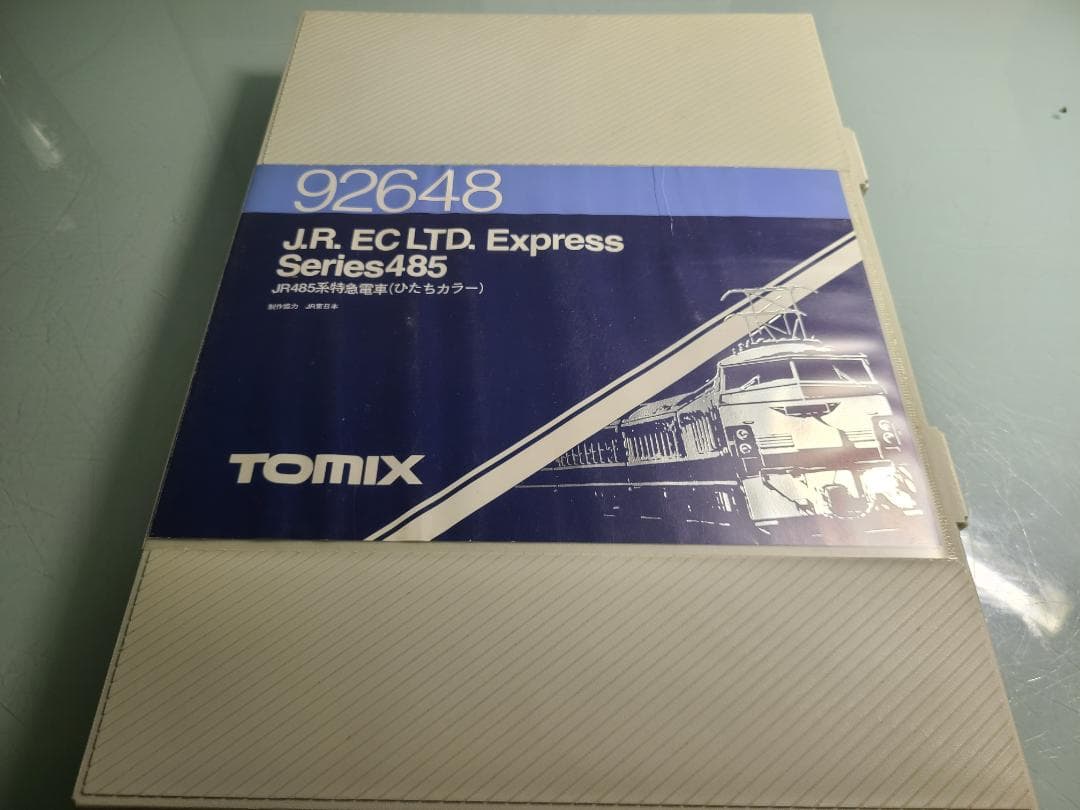 92648
J.R. EC LTD. Express
Series485
JR485系特急電車(ひたちカラー)
制作協力 JR東日本
TOMIX